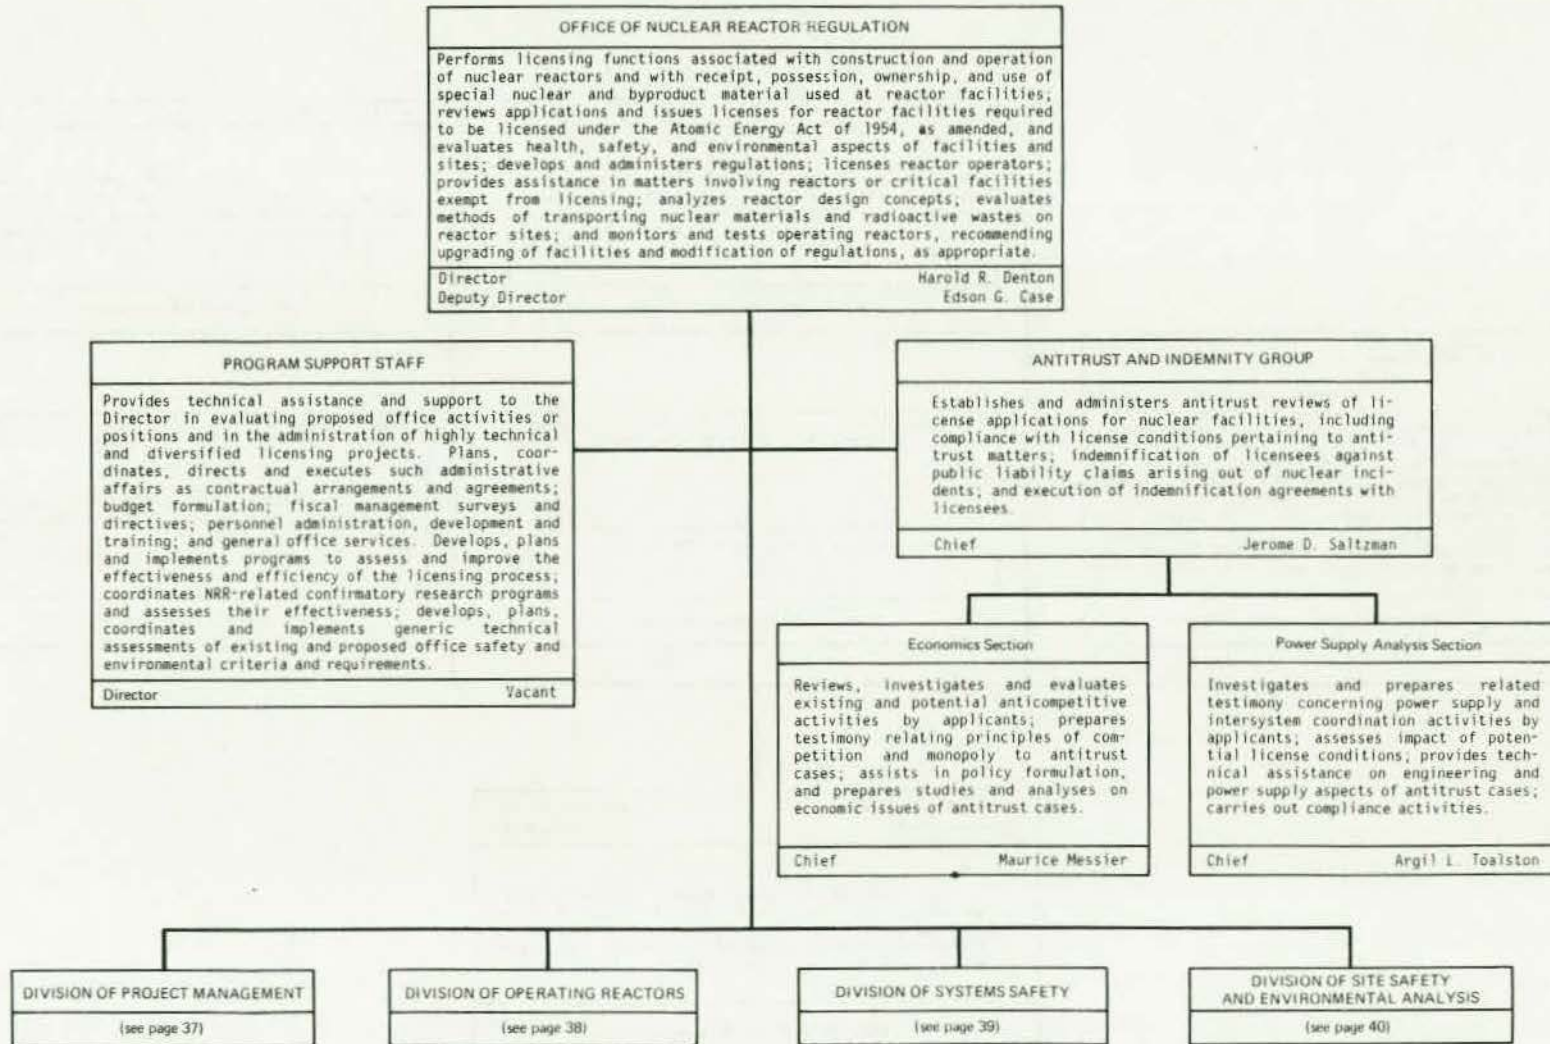 OFFICE OF NUCLEAR REACTOR REGULATION
Performs licensing functions associated with construction and operation
of nuclear reactors and with receipt, possession, ownership, and use of
special nuclear and byproduct material used at reactor facilities;
reviews applications and issues licenses for reactor facilities required
to be licensed under the Atomic Energy Act of 1954, as amended, and
evaluates health, safety, and environmental aspects of facilities and
sites; develops and administers regulations; licenses reactor operators;
provides assistance in matters involving reactors or critical facilities
exempt from licensing; analyzes reactor design concepts; evaluates
methods of transporting nuclear materials and radioactive wastes on
reactor sites; and monitors and tests operating reactors, recommending
upgrading of facilities and modification of regulations, as appropriate.
Director Harold R. Denton
Deputy Director Edson G. Case
PROGRAM SUPPORT STAFF
Provides technical assistance and support to the
Director in evaluating proposed office activities or
positions and in the administration of highly technical
and diversified licensing projects. Plans, coor-
dinates, directs and executes such administrative
affairs as contractual arrangements and agreements;
budget formulation; fiscal management surveys and
directives; personnel administration, development and
training; and general office services. Develops, plans
and implements programs to assess and improve the
effectiveness and efficiency of the licensing process;
coordinates NRR-related confirmatory research programs
and assesses their effectiveness; develops, plans,
coordinates and implements generic technical
assessments of existing and proposed office safety and
environmental criteria and requirements.
Director Vacant
ANTITRUST AND INDEMNITY GROUP
Establishes and administers antitrust reviews of li-
cense applications for nuclear facilities, including
compliance with license conditions pertaining to anti-
trust matters; indemnification of licensees against
public liability claims arising out of nuclear inci-
dents; and execution of indemnification agreements with
licensees.
Chief Jerome D. Saltzman
Economics Section
Reviews, investigates and evaluates
existing and potential anticompetitive
activities by applicants; prepares
testimony relating principles of com-
petition and monopoly to antitrust
cases; assists in policy formulation,
and prepares studies and analyses on
economic issues of antitrust cases.
Chief Maurice Messier
Power Supply Analysis Section
Investigates and prepares related
testimony concerning power supply and
intersystem coordination activities by
applicants; assesses impact of poten-
tial license conditions; provides tech-
nical assistance on engineering and
power supply aspects of antitrust cases;
carries out compliance activities.
Chief Argil L. Toalston
DIVISION OF PROJECT MANAGEMENT
(see page 37)
DIVISION OF OPERATING REACTORS
(see page 38)
DIVISION OF SYSTEMS SAFETY
(see page 39)
DIVISION OF SITE SAFETY
AND ENVIRONMENTAL ANALYSIS
(see page 40)